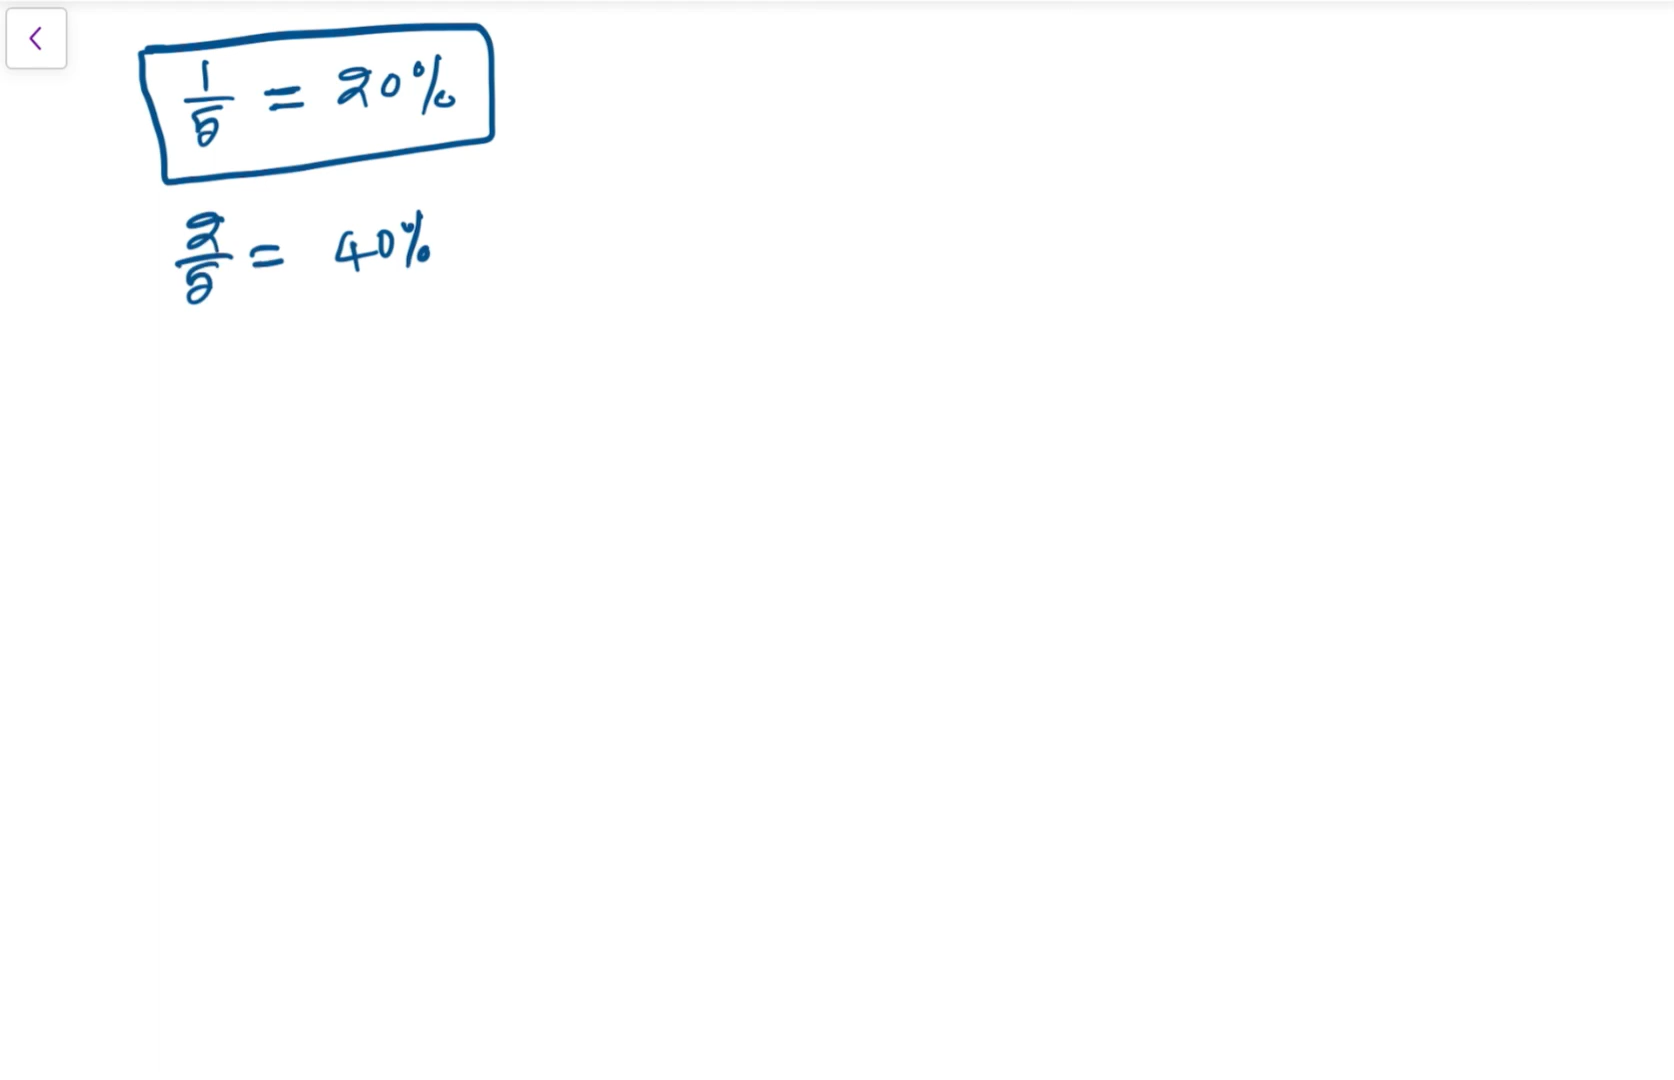 1/5 = 20%
2/5 = 40%